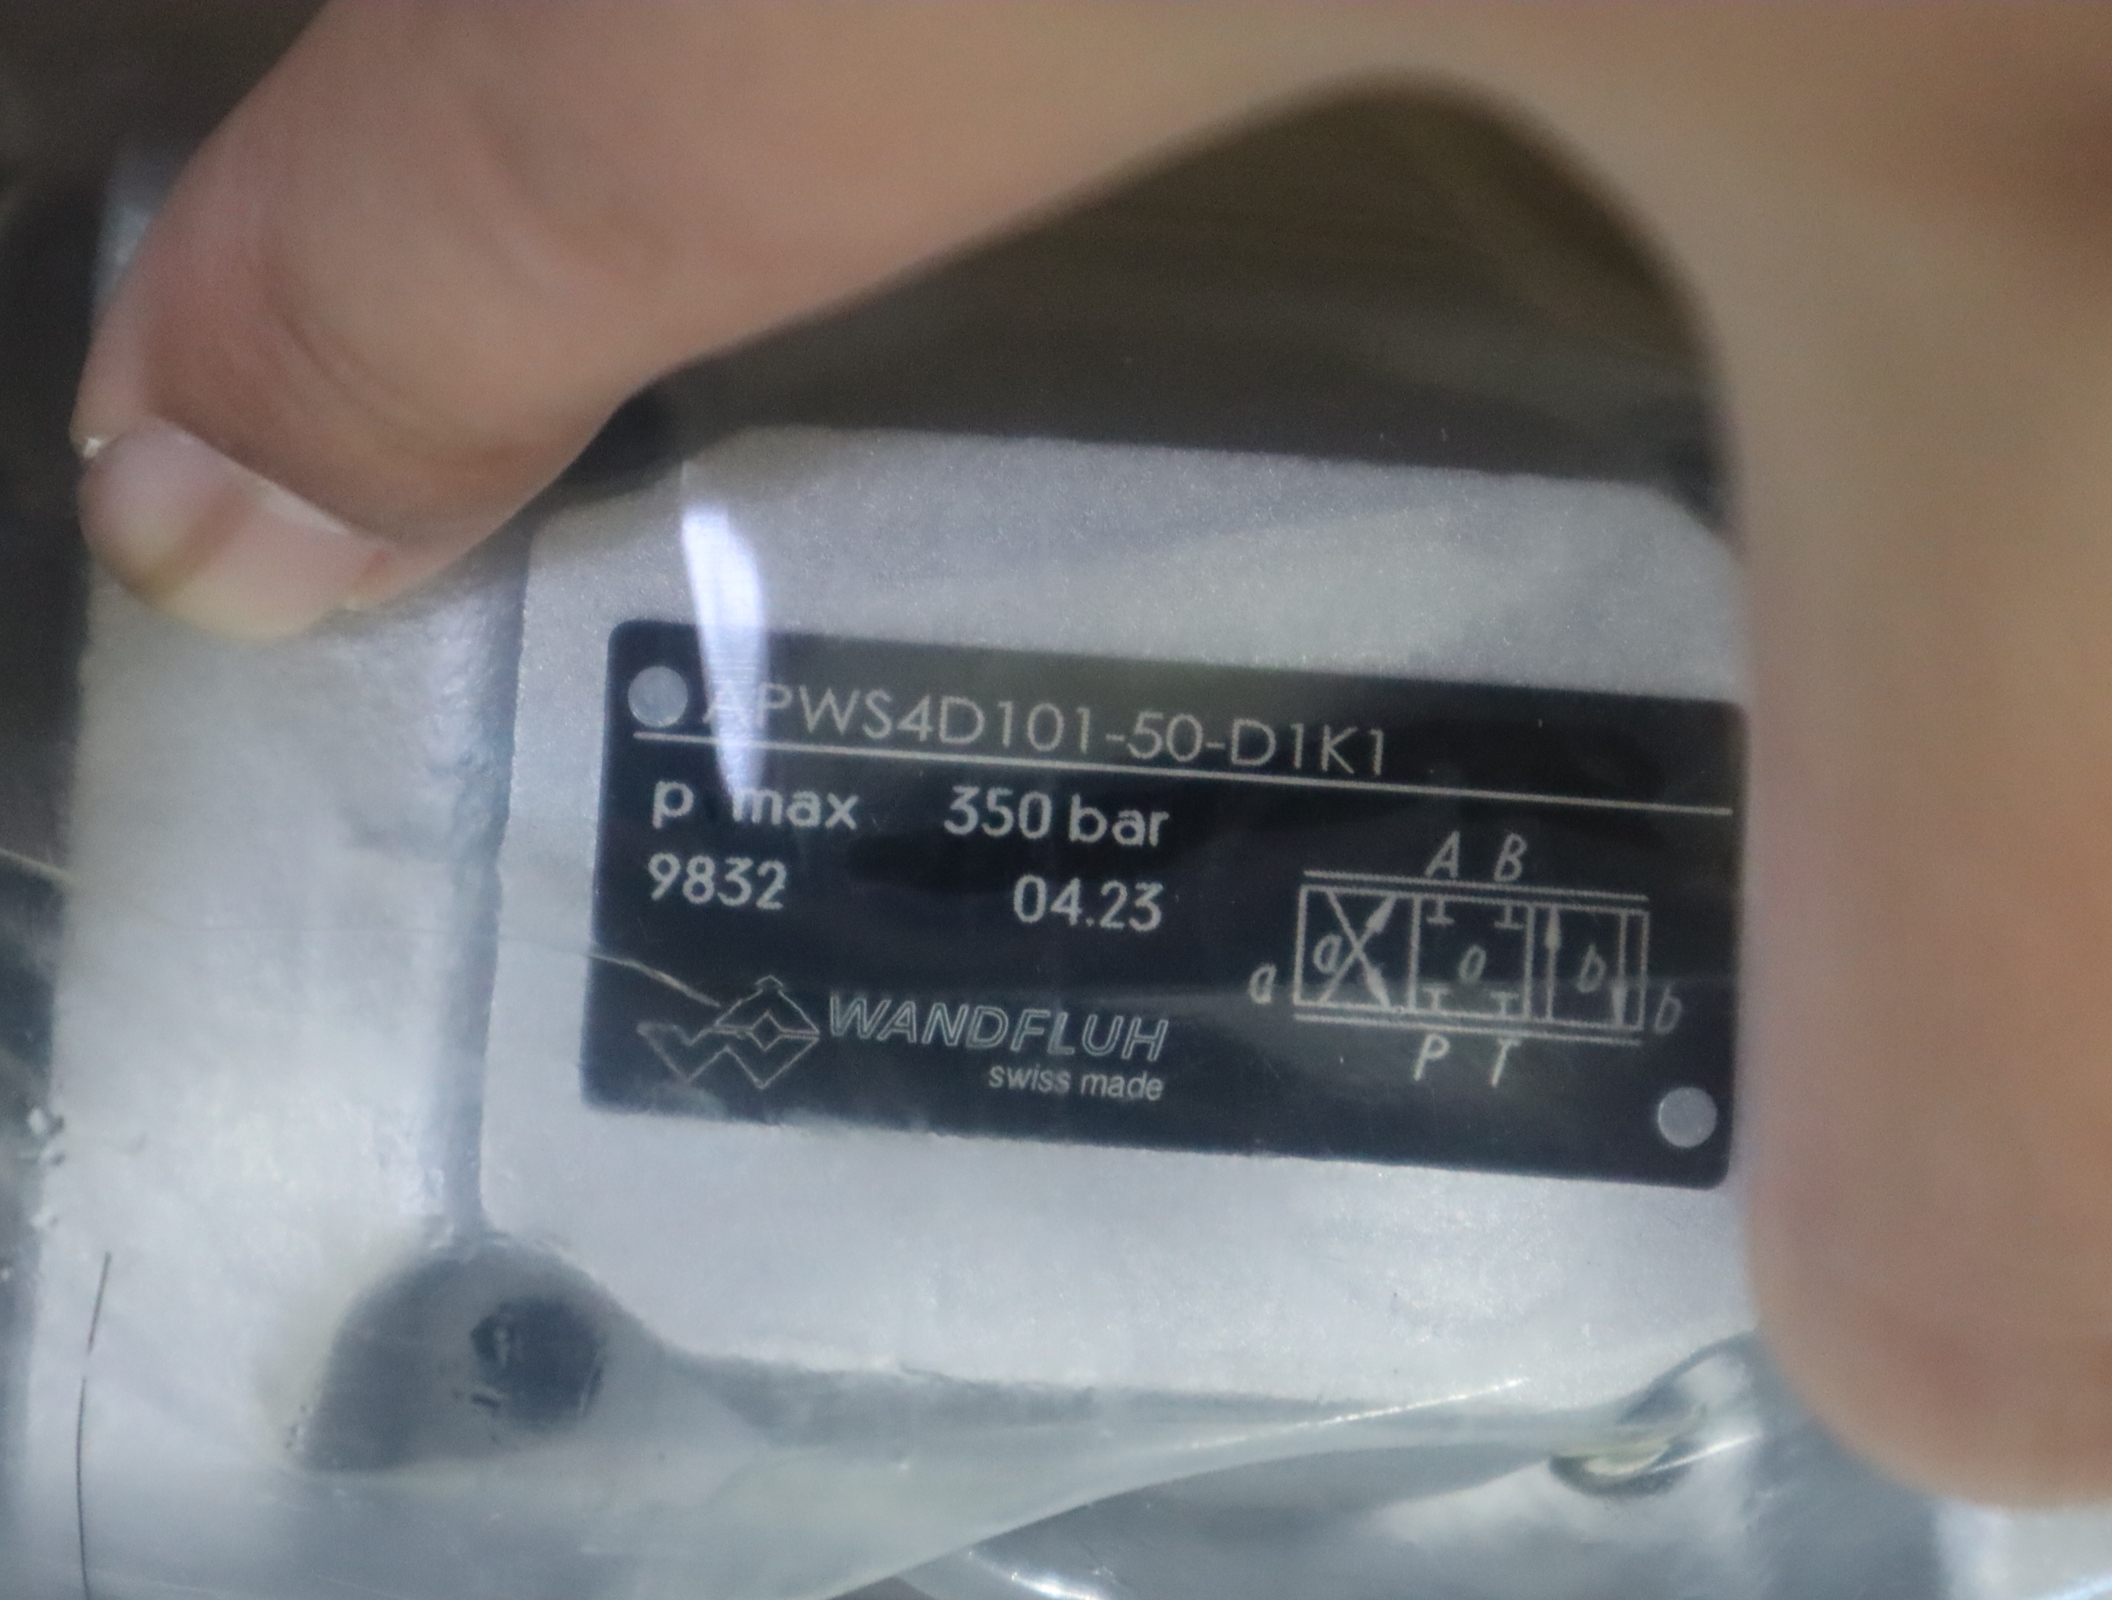 APWS4D101-50-D1K1
p max 350 bar
9832 04.23
A B
a a 0 b b
P T
WANDFLUH
swiss made